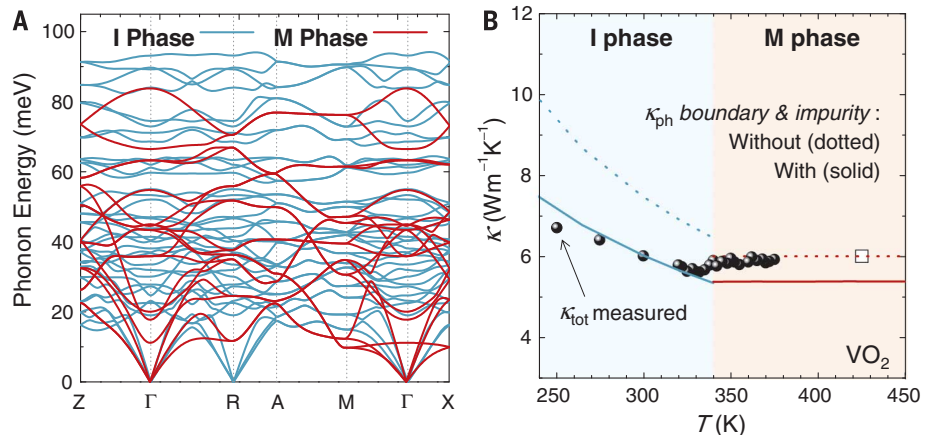 A
I Phase
M Phase
Phonon Energy (meV)
100
80
60
40
20
0
Z Γ R A M Γ X
B
I phase
M phase
κph boundary & impurity :
Without (dotted)
With (solid)
κtot measured
VO2
κ (Wm-1K-1)
12
10
8
6
4
250 300 350 400 450
T (K)